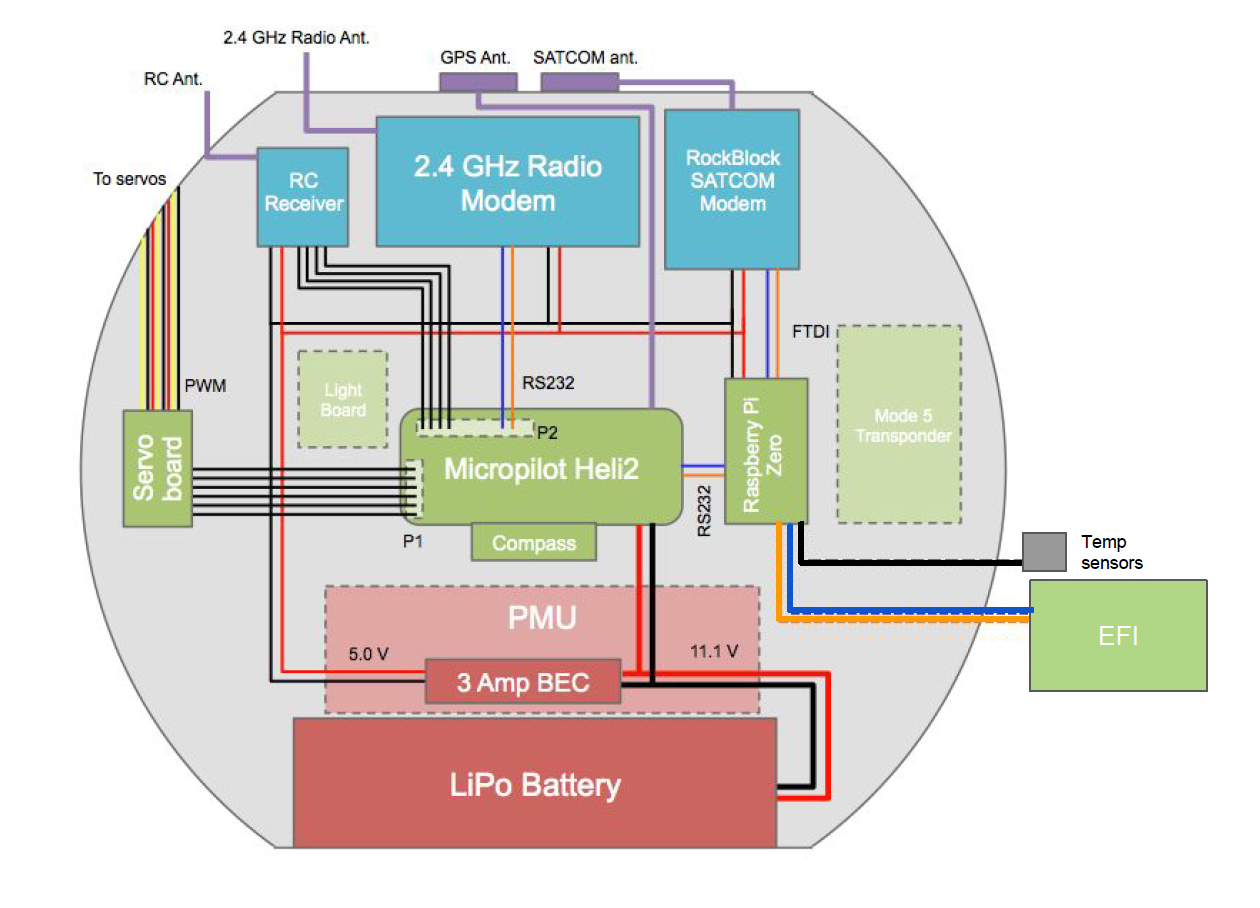 2.4 GHz Radio Ant.
GPS Ant.
SATCOM ant.
RC Ant.
To servos
RC
Receiver
2.4 GHz Radio
Modem
RockBlock
SATCOM
Modem
FTDI
PWM
Light
Board
RS232
P2
Mode 5
Transponder
Servo
board
Micropilot Heli2
Raspberry Pi
Zero
RS232
P1
Compass
Temp
sensors
PMU
EFI
5.0 V
11.1 V
3 Amp BEC
LiPo Battery